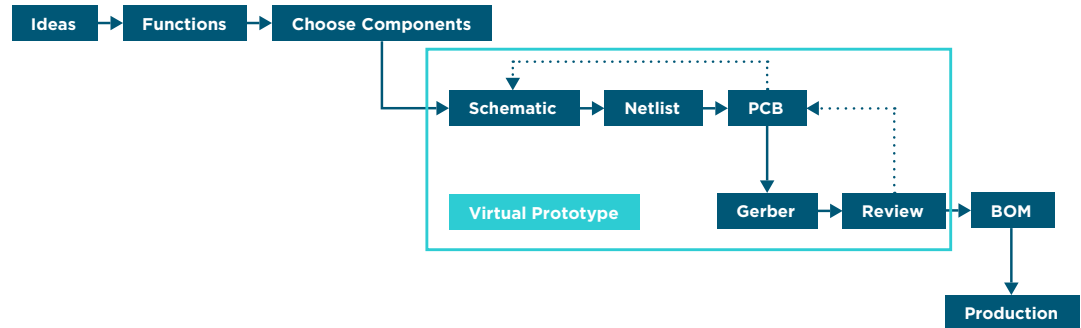 Ideas
Functions
Choose Components
Schematic
Netlist
PCB
Virtual Prototype
Gerber
Review
BOM
Production